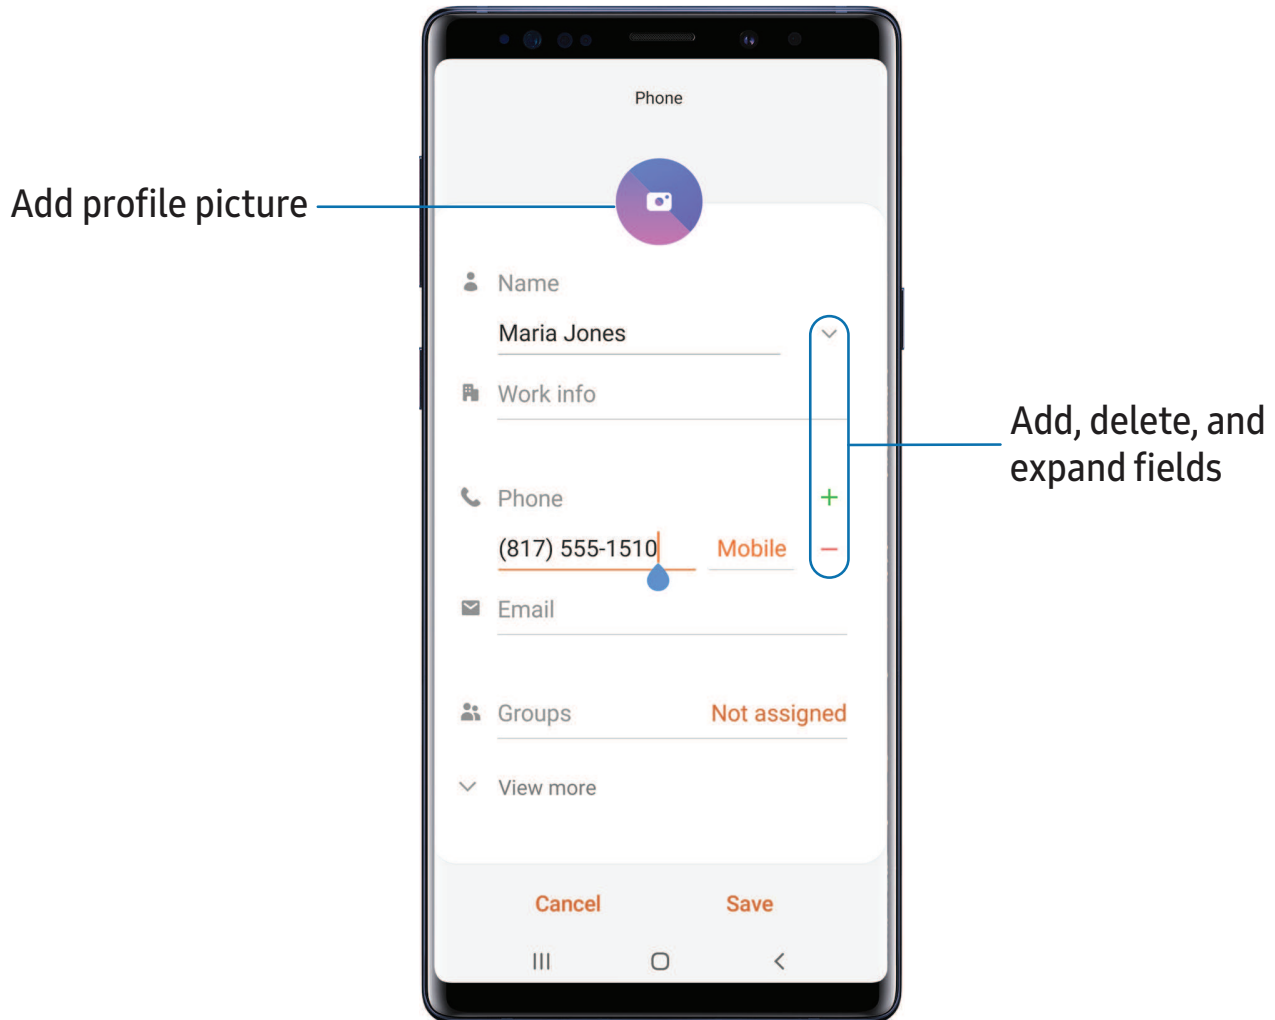 Phone
Add profile picture
Name
Maria Jones
Work info
Add, delete, and
expand fields
Phone
(817) 555-1510 Mobile
Email
Groups Not assigned
View more
Cancel Save